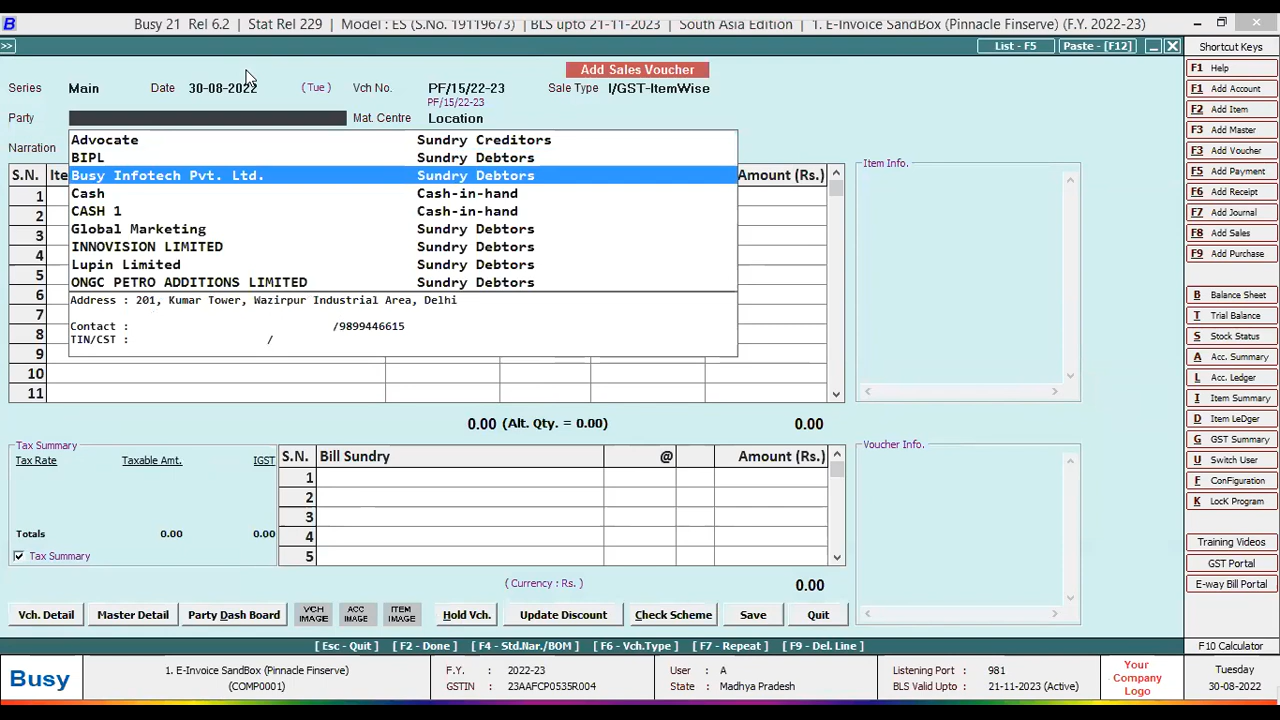 B Busy 21 Rel 6.2 | Stat Rel 229 | Model : ES (S.NO. 19119673) | BLS upto 21-11-2023 | South Asia Edition | 1. E-Invoice SandBox (Pinnacle Finserve) (F.Y. 2022-23)
>> List - F5 Paste - [F12] Shortcut Keys
Add Sales Voucher
Series Main Date 30-08-2022 (Tue) Vch No. PF/15/22-23 Sale Type I/GST-ItemWise
PF/15/22-23
Party Mat. Centre Location
Narration
Advocate Sundry Creditors
BIPL Sundry Debtors
Busy Infotech Pvt. Ltd. Sundry Debtors
Cash Cash-in-hand
CASH 1 Cash-in-hand
Global Marketing Sundry Debtors
INNOVISION LIMITED Sundry Debtors
Lupin Limited Sundry Debtors
ONGC PETRO ADDITIONS LIMITED Sundry Debtors
Address : 201, Kumar Tower, Wazirpur Industrial Area, Delhi
Contact : /9899446615
TIN/CST : /
S.N. Ite Amount (Rs.)
1
2
3
4
5
6
7
8
9
10
11
Item Info.
0.00 (Alt. Qty. = 0.00) 0.00
Tax Summary
Tax Rate Taxable Amt. IGST
Totals 0.00 0.00
Tax Summary
S.N. Bill Sundry @ Amount (Rs.)
1
2
3
4
5
Voucher Info.
( Currency : Rs. ) 0.00
Vch. Detail Master Detail Party Dash Board VCH IMAGE ACC IMAGE ITEM IMAGE Hold Vch. Update Discount Check Scheme Save Quit
[ Esc - Quit ] [ F2 - Done ] [ F4 - Std.Nar./BOM ] [ F6 - Vch.Type ] [ F7 - Repeat ] [ F9 - Del. Line ]
F1 Help
F1 Add Account
F2 Add Item
F3 Add Master
F3 Add Voucher
F5 Add Payment
F6 Add Receipt
F7 Add Journal
F8 Add Sales
F9 Add Purchase
B Balance Sheet
T Trial Balance
S Stock Status
A Acc. Summary
L Acc. Ledger
I Item Summary
D Item LeDger
G GST Summary
U Switch User
F ConFiguration
K LocK Program
Training Videos
GST Portal
E-way Bill Portal
F10 Calculator
Busy
1. E-Invoice SandBox (Pinnacle Finserve)
(COMP0001)
F.Y. : 2022-23
GSTIN : 23AAFCP0535R004
User : A
State : Madhya Pradesh
Listening Port : 981
BLS Valid Upto : 21-11-2023 (Active)
Your
Company
Logo
Tuesday
30-08-2022